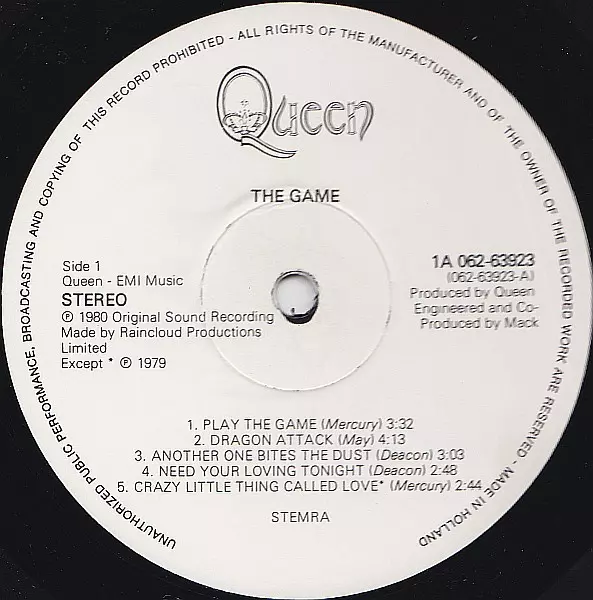 UNAUTHORIZED PUBLIC PERFORMANCE, BROADCASTING AND COPYING OF THIS RECORD PROHIBITED - ALL RIGHTS OF THE MANUFACTURER AND OF THE OWNER OF THE RECORDED WORK ARE RESERVED - MADE IN HOLLAND
Queen
THE GAME
Side 1
Queen - EMI Music
STEREO
℗ 1980 Original Sound Recording
Made by Raincloud Productions
Limited
Except * ℗ 1979
1A 062-63923
(062-63923-A)
Produced by Queen
Engineered and Co-
Produced by Mack
1. PLAY THE GAME (Mercury) 3:32
2. DRAGON ATTACK (May) 4:13
3. ANOTHER ONE BITES THE DUST (Deacon) 3:03
4. NEED YOUR LOVING TONIGHT (Deacon) 2:48
5. CRAZY LITTLE THING CALLED LOVE* (Mercury) 2:44
STEMRA